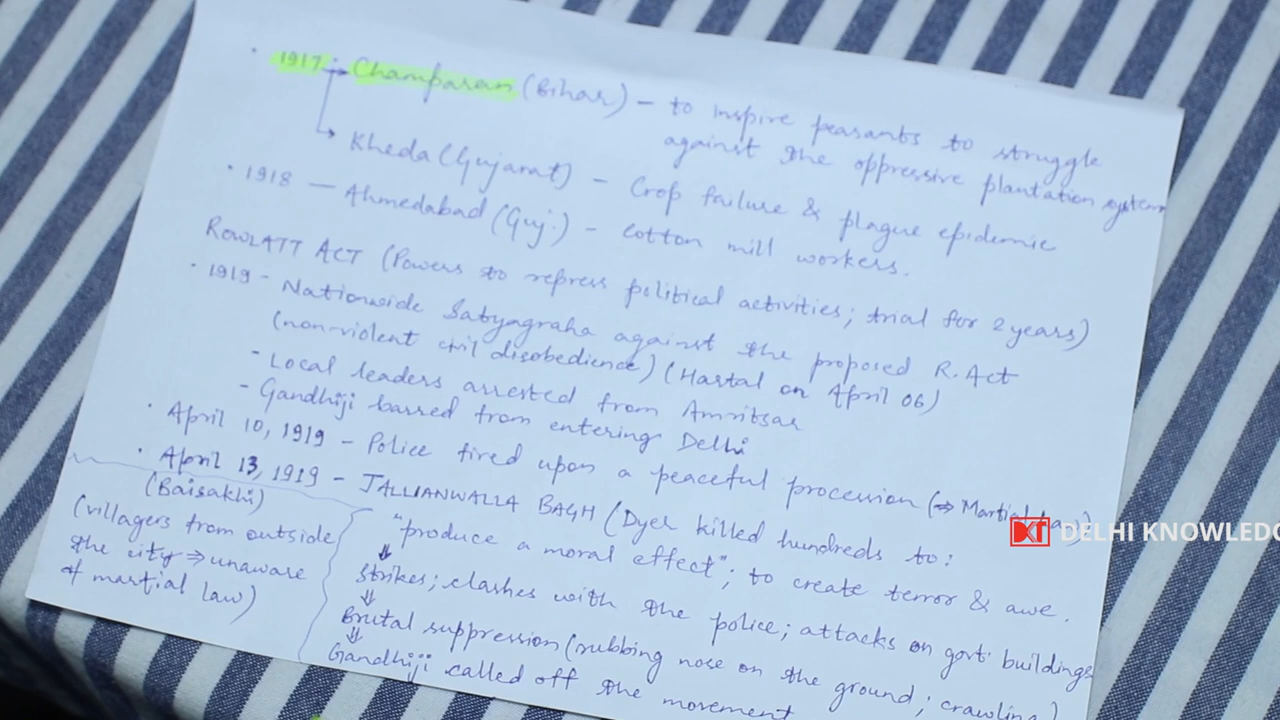 · 1917 → Champaran (Bihar) – to inspire peasants to struggle
against the oppressive plantation system
→ Kheda (Gujarat) – Crop failure & plague epidemic
· 1918 – Ahmedabad (Guj.) – Cotton mill workers.
ROWLATT ACT (Powers to repress political activities; trial for 2 years)
· 1919 – Nationwide Satyagraha against the proposed R. Act
(non-violent civil disobedience) (Hartal on April 06)
- Local leaders arrested from Amritsar
- Gandhiji barred from entering Delhi
· April 10, 1919 – Police fired upon a peaceful procession (⇒ Martial Law)
· April 13, 1919 – JALLIANWALLA BAGH (Dyer killed hundreds to:
(Baisakhi)
(villagers from outside
the city ⇒ unaware
of martial law)
"produce a moral effect"; to create terror & awe.
⇓
Strikes; clashes with the police; attacks on govt buildings
⇓
Brutal suppression (rubbing nose on the ground; crawling)
⇓
Gandhiji called off the movement
KT DELHI KNOWLEDG